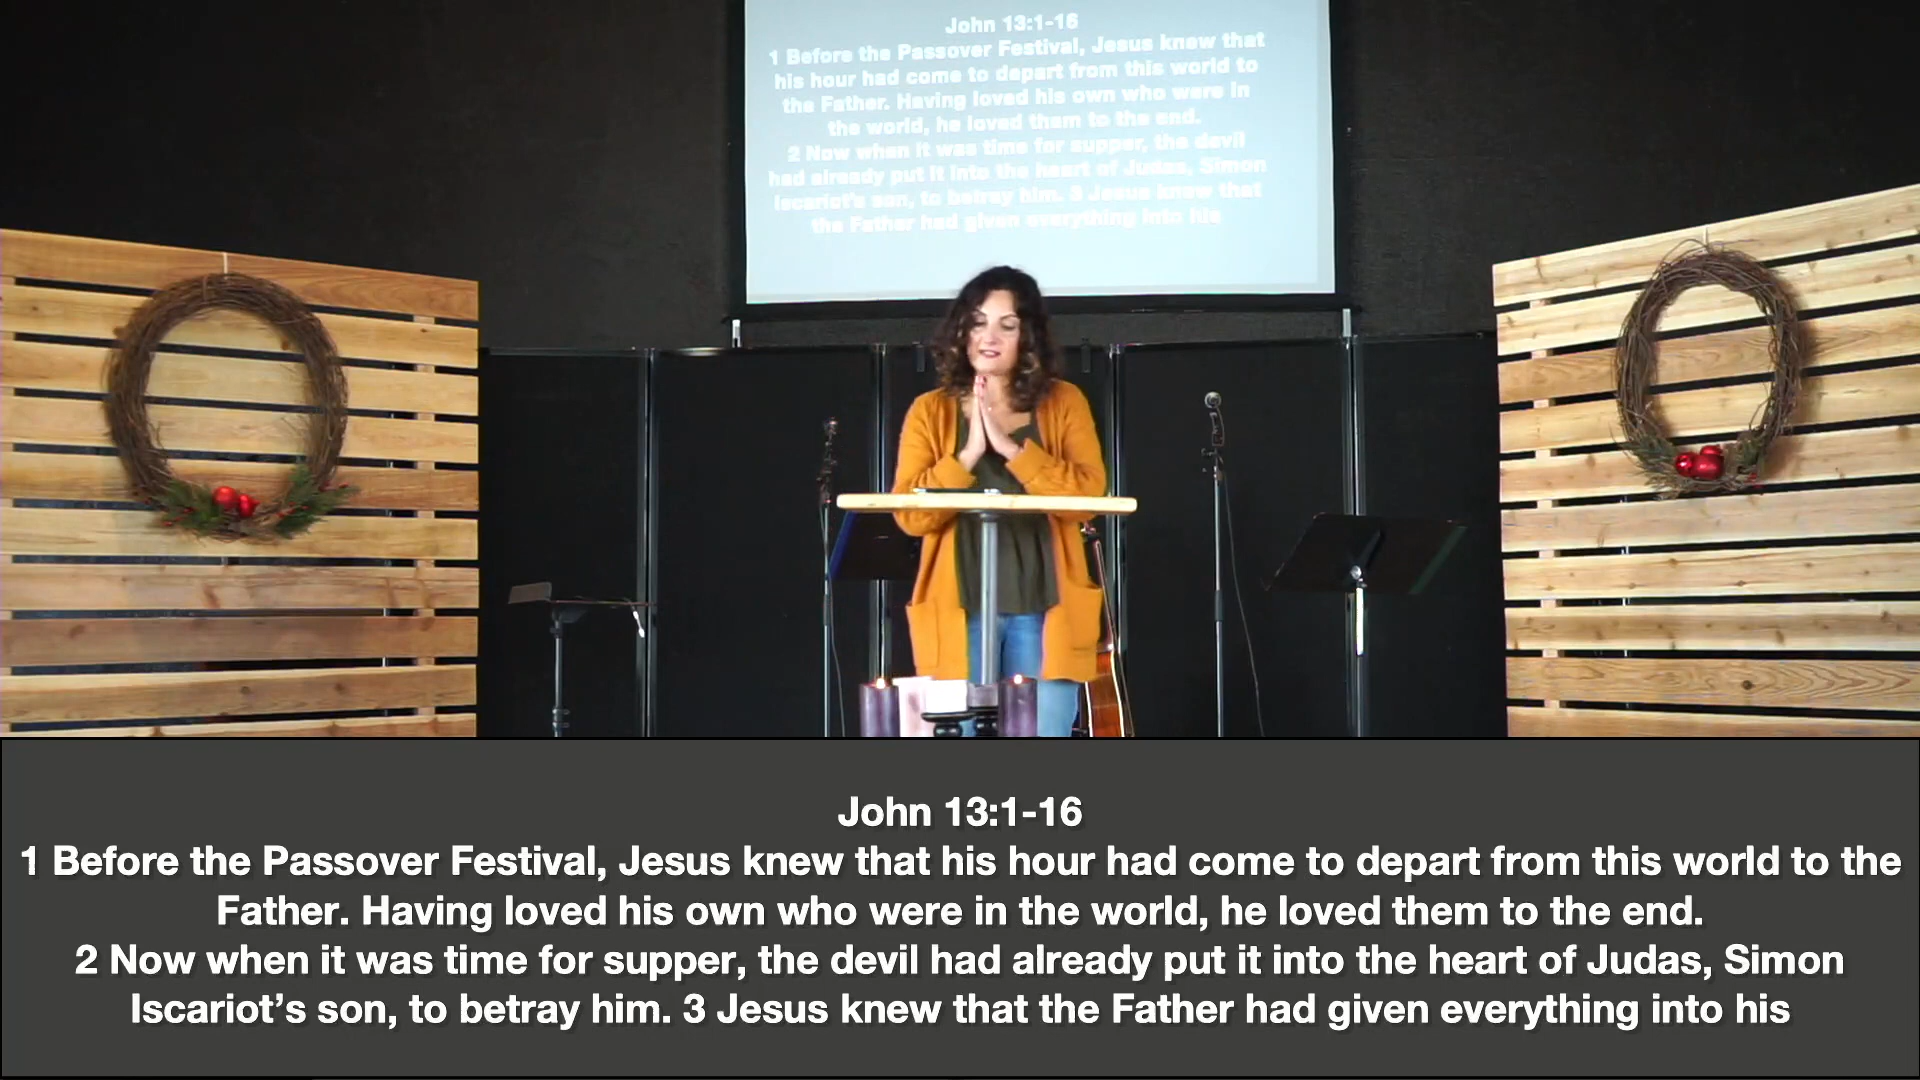 John 13:1-16
1 Before the Passover Festival, Jesus knew that
his hour had come to depart from this world to
the Father. Having loved his own who were in
the world, he loved them to the end.
2 Now when it was time for supper, the devil
had already put it into the heart of Judas, Simon
Iscariot's son, to betray him. 3 Jesus knew that
the Father had given everything into his
John 13:1-16
1 Before the Passover Festival, Jesus knew that his hour had come to depart from this world to the
Father. Having loved his own who were in the world, he loved them to the end.
2 Now when it was time for supper, the devil had already put it into the heart of Judas, Simon
Iscariot’s son, to betray him. 3 Jesus knew that the Father had given everything into his